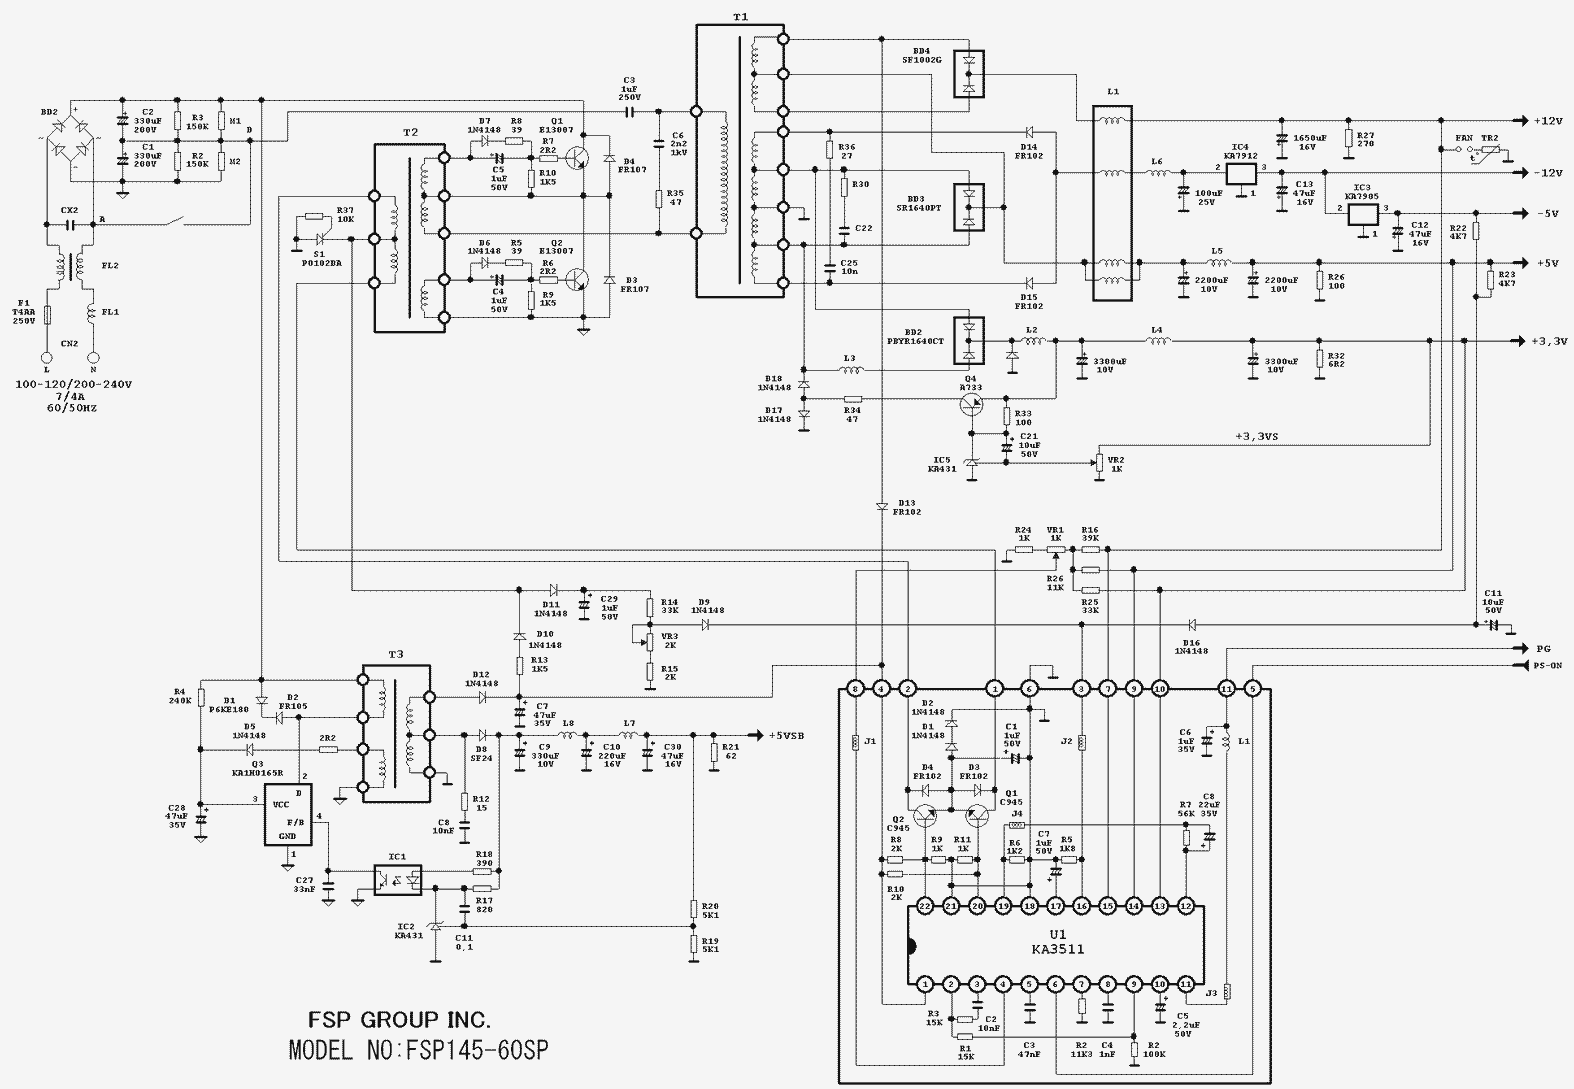 T1
BD4
SF1002G
L1
+12V
1650uF
16V
R27
270
FAN TR2
t°
C3
1uF
250V
BD2
C2
330uF
200V
R3
150K
M1
D
C1
330uF
200V
R2
150K
M2
T2
D7
1N4148
R8
39
Q1
E13007
R7
2R2
C5
1uF
50V
R10
1K5
D4
FR107
C6
2n2
1kV
R35
47
R36
27
D14
FR102
R30
C22
C25
10n
BD3
SR1640PT
D15
FR102
L6
IC4
KA7912
2
3
1
100uF
25V
C13
47uF
16V
-12V
IC3
KA7905
2
3
1
C12
47uF
16V
-5V
R22
4K7
CX2
A
R37
10K
S1
P0102DA
D6
1N4148
R5
39
Q2
E13007
R6
2R2
C4
1uF
50V
R9
1K5
D3
FR107
FL2
F1
T4AA
250V
FL1
CN2
L
N
100-120/200-240V
7/4A
60/50HZ
L5
2200uF
10V
2200uF
10V
R26
100
+5V
R23
4K7
BD2
PBYR1640CT
L2
L4
3300uF
10V
3300uF
10V
R32
6R2
+3,3V
L3
D18
1N4148
D17
1N4148
R34
47
Q4
A733
R33
100
C21
10uF
50V
IC5
KA431
+3,3VS
VR2
1K
D13
FR102
R24
1K
VR1
1K
R16
39K
R26
11K
R25
33K
D11
1N4148
C29
1uF
50V
R14
33K
D9
1N4148
VR3
2K
R15
2K
D10
1N4148
R13
1K5
D16
1N4148
C11
10uF
50V
PG
PS-ON
T3
D12
1N4148
C7
47uF
35V
R4
240K
D1
P6KE180
D2
FR105
D5
1N4148
2R2
Q3
KA1H0165R
2
D
VCC
3
F/B
4
GND
1
C28
47uF
35V
D8
SF24
C9
330uF
10V
L8
C10
220uF
16V
L7
C30
47uF
16V
R21
62
+5VSB
R12
15
C8
10nF
IC1
R18
390
C27
33nF
R17
820
IC2
KA431
C11
0,1
R20
5K1
R19
5K1
8 4 2 1 6 3 7 9 10 11 5
D2
1N4148
D1
1N4148
C1
1uF
50V
J1
J2
C6
1uF
35V
L1
D4
FR102
D3
FR102
Q1
C945
Q2
C945
J4
R8
2K
R9
1K
R11
1K
R6
1K2
C7
1uF
50V
R5
1K8
R7
56K
C8
22uF
35V
R10
2K
22 21 20 19 18 17 16 15 14 13 12
U1
KA3511
1 2 3 4 5 6 7 8 9 10 11
J3
R3
15K
C2
10nF
R1
15K
C3
47nF
R2
11K3
C4
1nF
R2
100K
C5
2,2uF
50V
FSP GROUP INC.
MODEL NO:FSP145-60SP